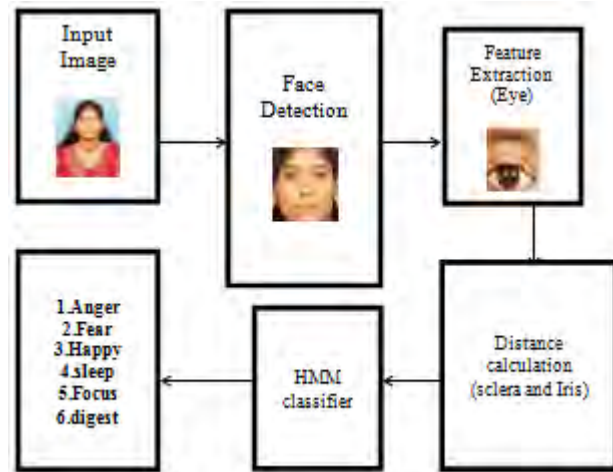 Input
Image
Face
Detection
Feature
Extraction
(Eye)
Distance
calculation
(sclera and Iris)
HMM
classifier
1.Anger
2.Fear
3.Happy
4.sleep
5.Focus
6.digest